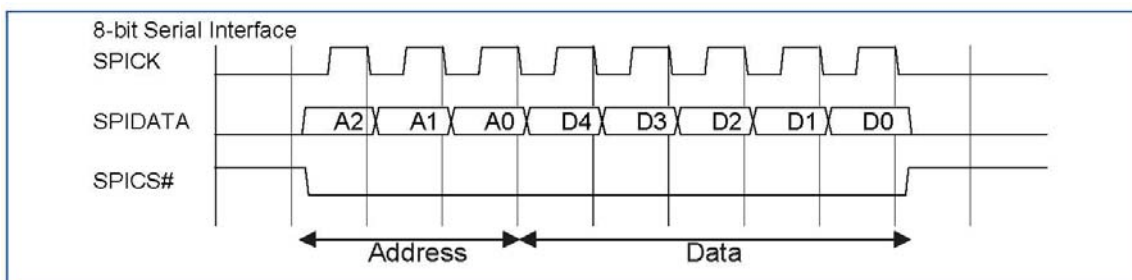 8-bit Serial Interface
SPICK
SPIDATA A2 A1 A0 D4 D3 D2 D1 D0
SPICS#
Address Data